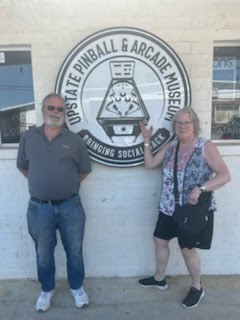 UPSTATE PINBALL & ARCADE MUSEUM
BRINGING SOCIAL BACK